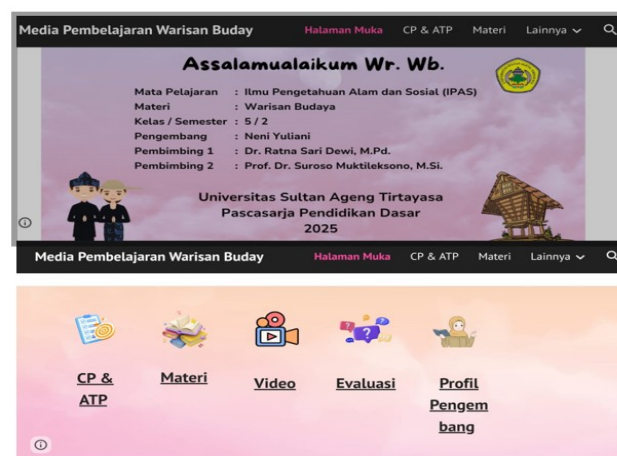 Media Pembelajaran Warisan Buday Halaman Muka CP & ATP Materi Lainnya
Assalamualaikum Wr. Wb.
Mata Pelajaran : Ilmu Pengetahuan Alam dan Sosial (IPAS)
Materi : Warisan Budaya
Kelas / Semester : 5 / 2
Pengembang : Neni Yuliani
Pembimbing 1 : Dr. Ratna Sari Dewi, M.Pd.
Pembimbing 2 : Prof. Dr. Suroso Muktileksono, M.Si.
Universitas Sultan Ageng Tirtayasa
Pascasarja Pendidikan Dasar
2025
Media Pembelajaran Warisan Buday Halaman Muka CP & ATP Materi Lainnya
CP &
ATP
Materi
Video
Evaluasi
Profil
Pengem
bang